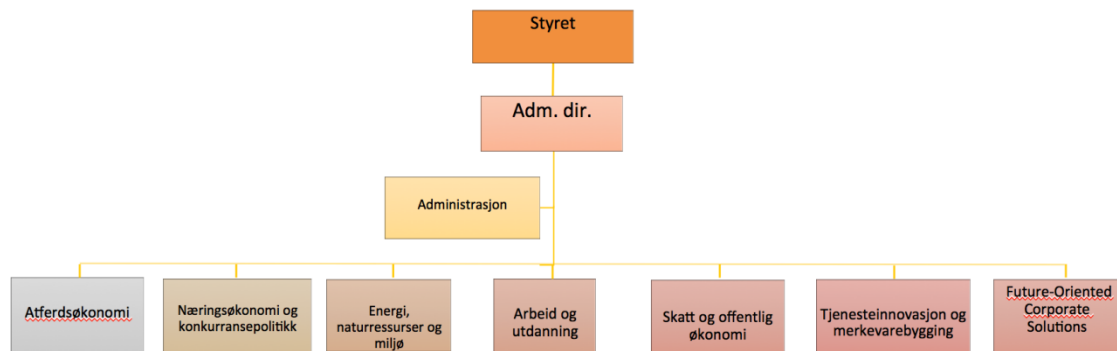 Styret
Adm. dir.
Administrasjon
Atferdsøkonomi
Næringsøkonomi og
konkurransepolitikk
Energi,
naturressurser og
miljø
Arbeid og
utdanning
Skatt og offentlig
økonomi
Tjenesteinnovasjon og
merkevarebygging
Future-Oriented
Corporate
Solutions